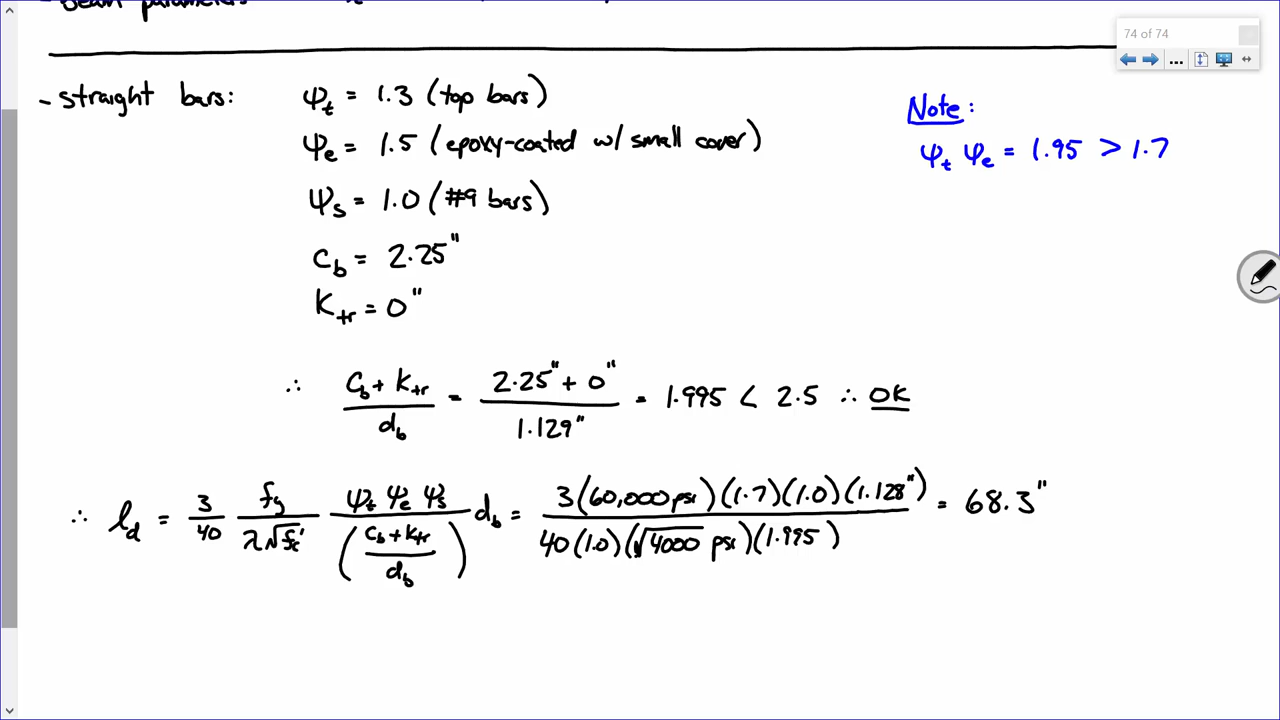 74 of 74
- straight bars: ψt = 1.3 (top bars)
ψe = 1.5 (epoxy-coated w/ small cover)
ψs = 1.0 (#9 bars)
cb = 2.25"
Ktr = 0"
Note:
ψt ψe = 1.95 > 1.7
∴ (cb + Ktr)/db = (2.25" + 0")/1.129" = 1.995 < 2.5 ∴ OK
∴ ld = 3/40 fy/(λ√fc') (ψt ψe ψs)/((cb + Ktr)/db) db = 3(60,000 psi)(1.7)(1.0)(1.128")/(40(1.0)(√4000 psi)(1.995)) = 68.3"